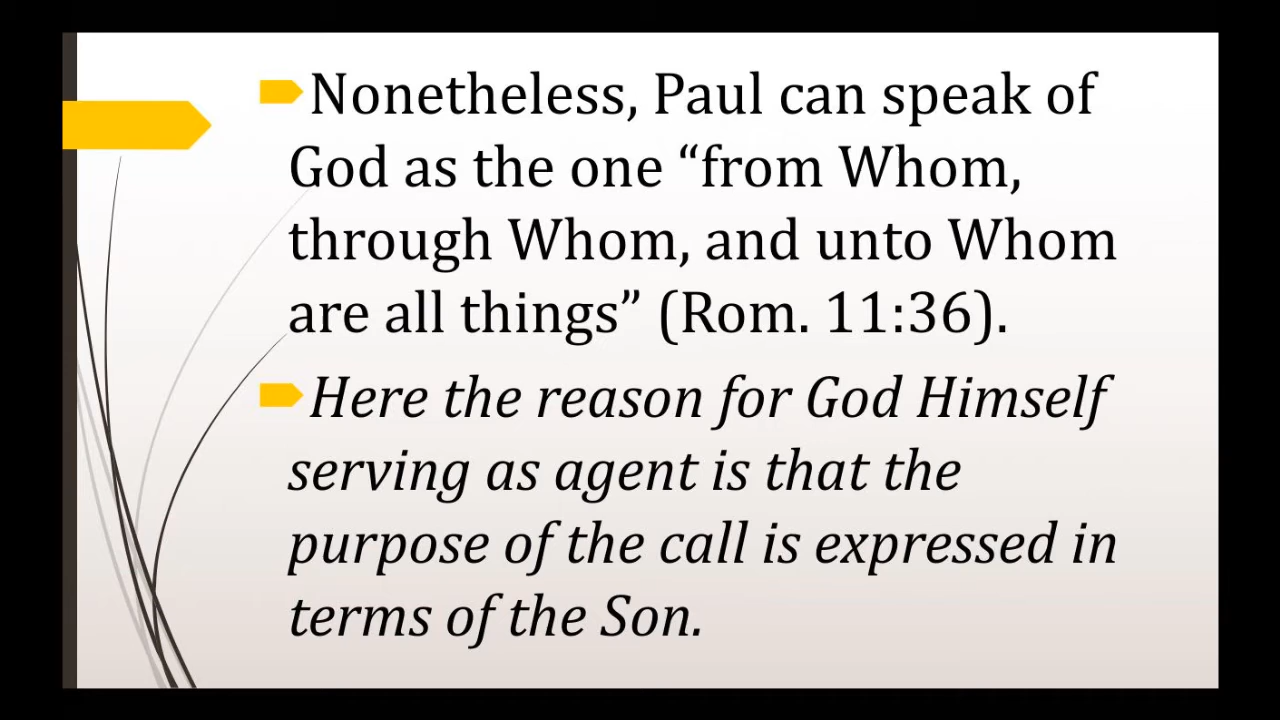 Nonetheless, Paul can speak of
God as the one “from Whom,
through Whom, and unto Whom
are all things” (Rom. 11:36).
Here the reason for God Himself
serving as agent is that the
purpose of the call is expressed in
terms of the Son.